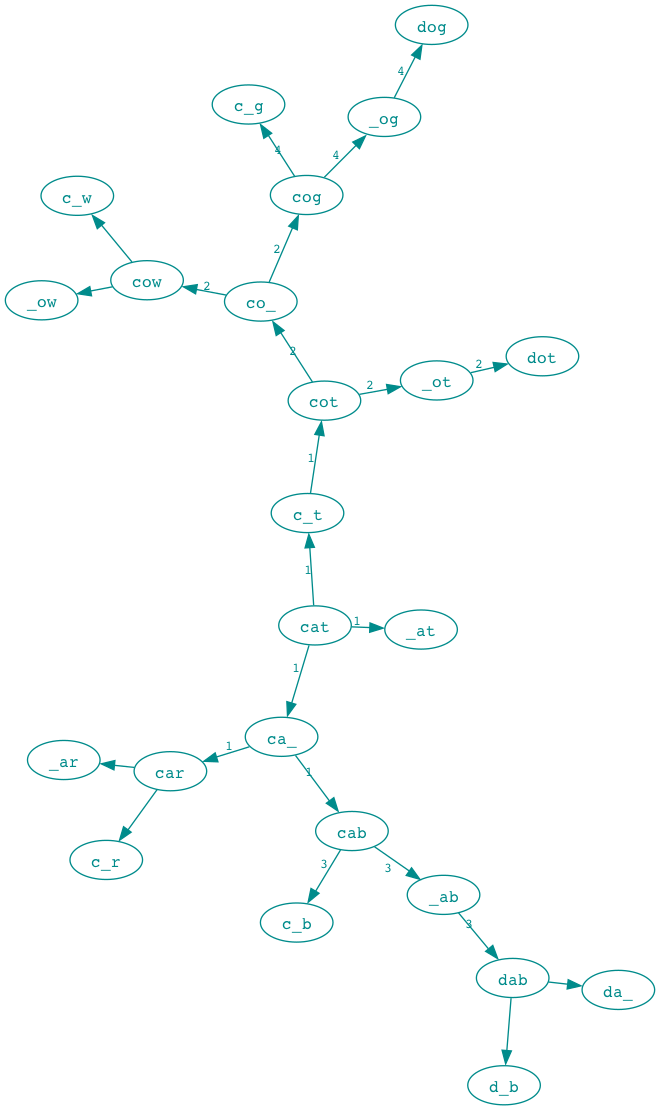 dog
4
c_g
_og
4
4
c_w
cog
2
cow
2
co_
_ow
2
dot
2
_ot
2
cot
1
c_t
1
cat
1
_at
1
ca_
1
_ar
car
1
cab
c_r
3
3
_ab
c_b
3
dab
da_
d_b